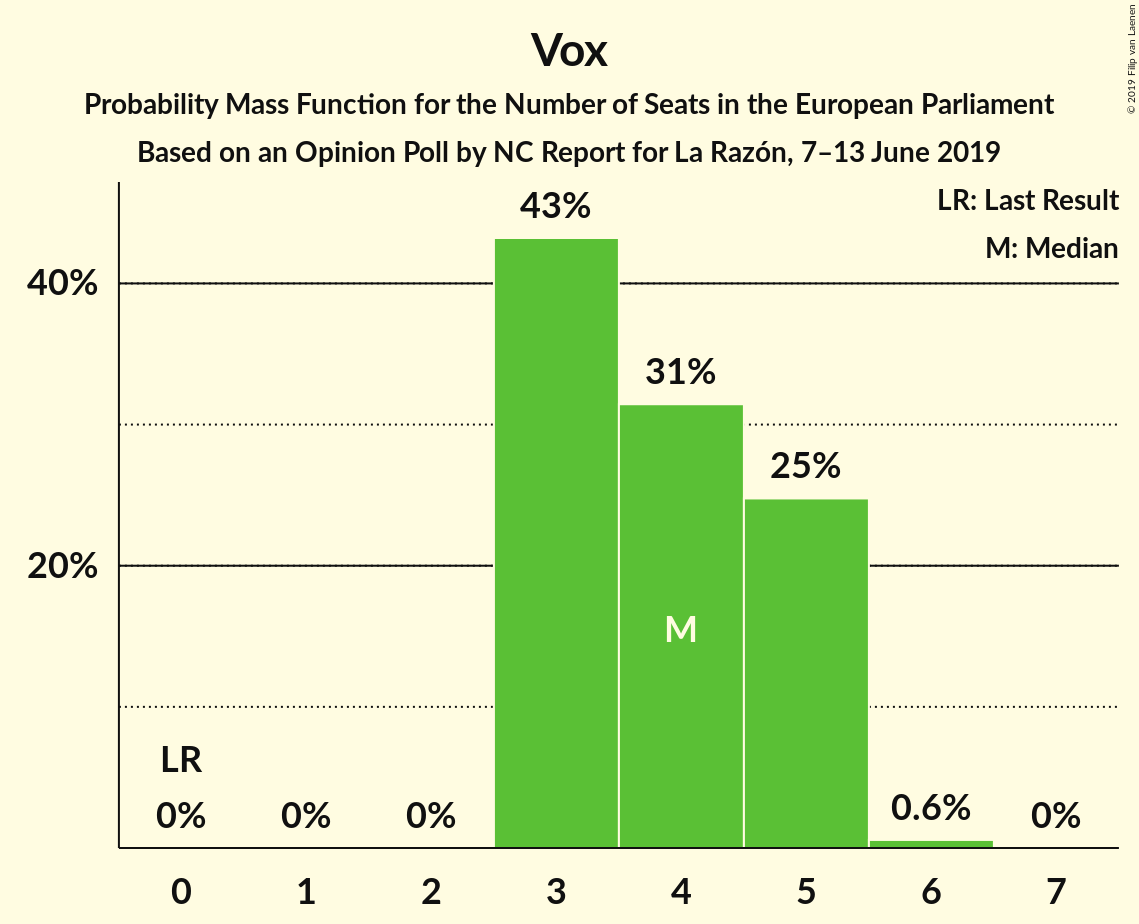 Vox
Probability Mass Function for the Number of Seats in the European Parliament
Based on an Opinion Poll by NC Report for La Razón, 7–13 June 2019
© 2019 Filip van Laenen
LR: Last Result
M: Median
43%
40%
31%
25%
20%
M
LR
0%
0%
0%
0.6%
0%
0 1 2 3 4 5 6 7